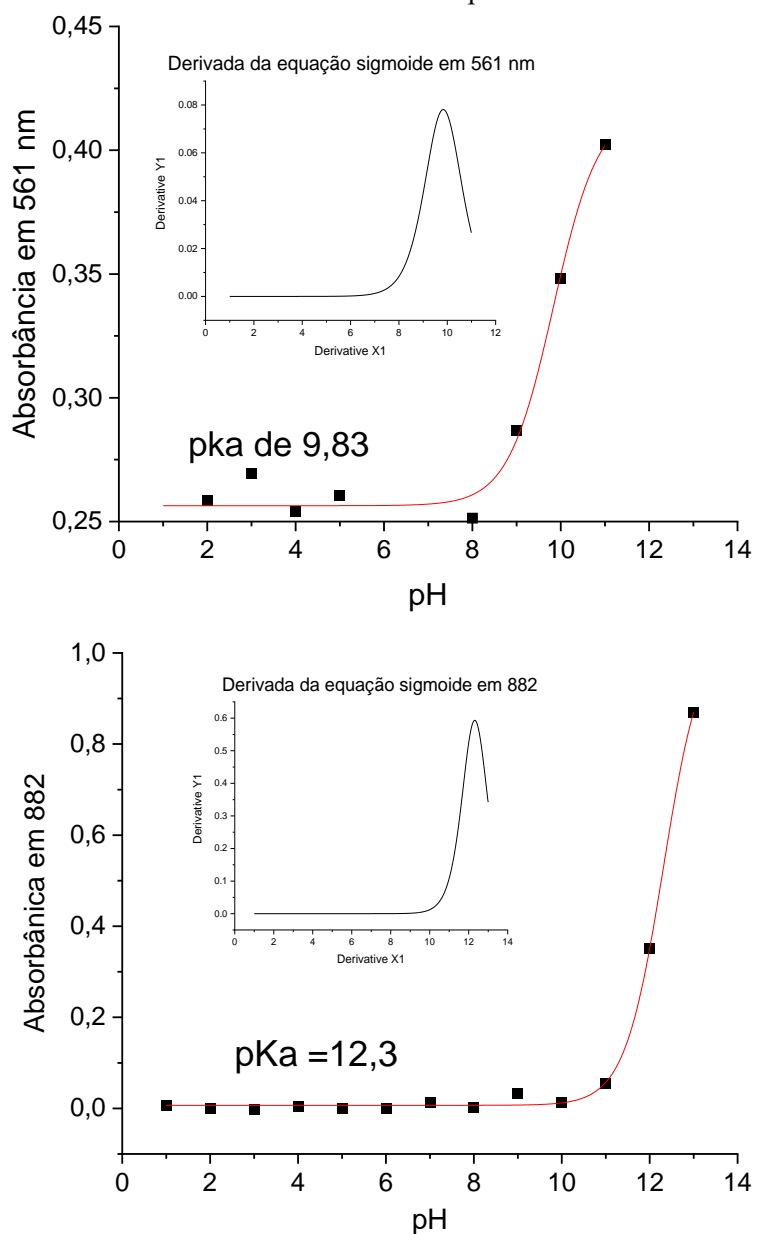 0,45
Derivada da equação sigmoide em 561 nm
0.08
0.06
0.04
0.02
0.00
Derivative Y1
0 2 4 6 8 10 12
Derivative X1
0,40
0,35
0,30
0,25
Absorbância em 561 nm
pka de 9,83
0 2 4 6 8 10 12 14
pH
1,0
Derivada da equação sigmoide em 882
0.6
0.5
0.4
0.3
0.2
0.1
0.0
Derivative Y1
0 2 4 6 8 10 12 14
Derivative X1
0,8
0,6
0,4
0,2
0,0
Absorbânica em 882
pKa =12,3
0 2 4 6 8 10 12 14
pH